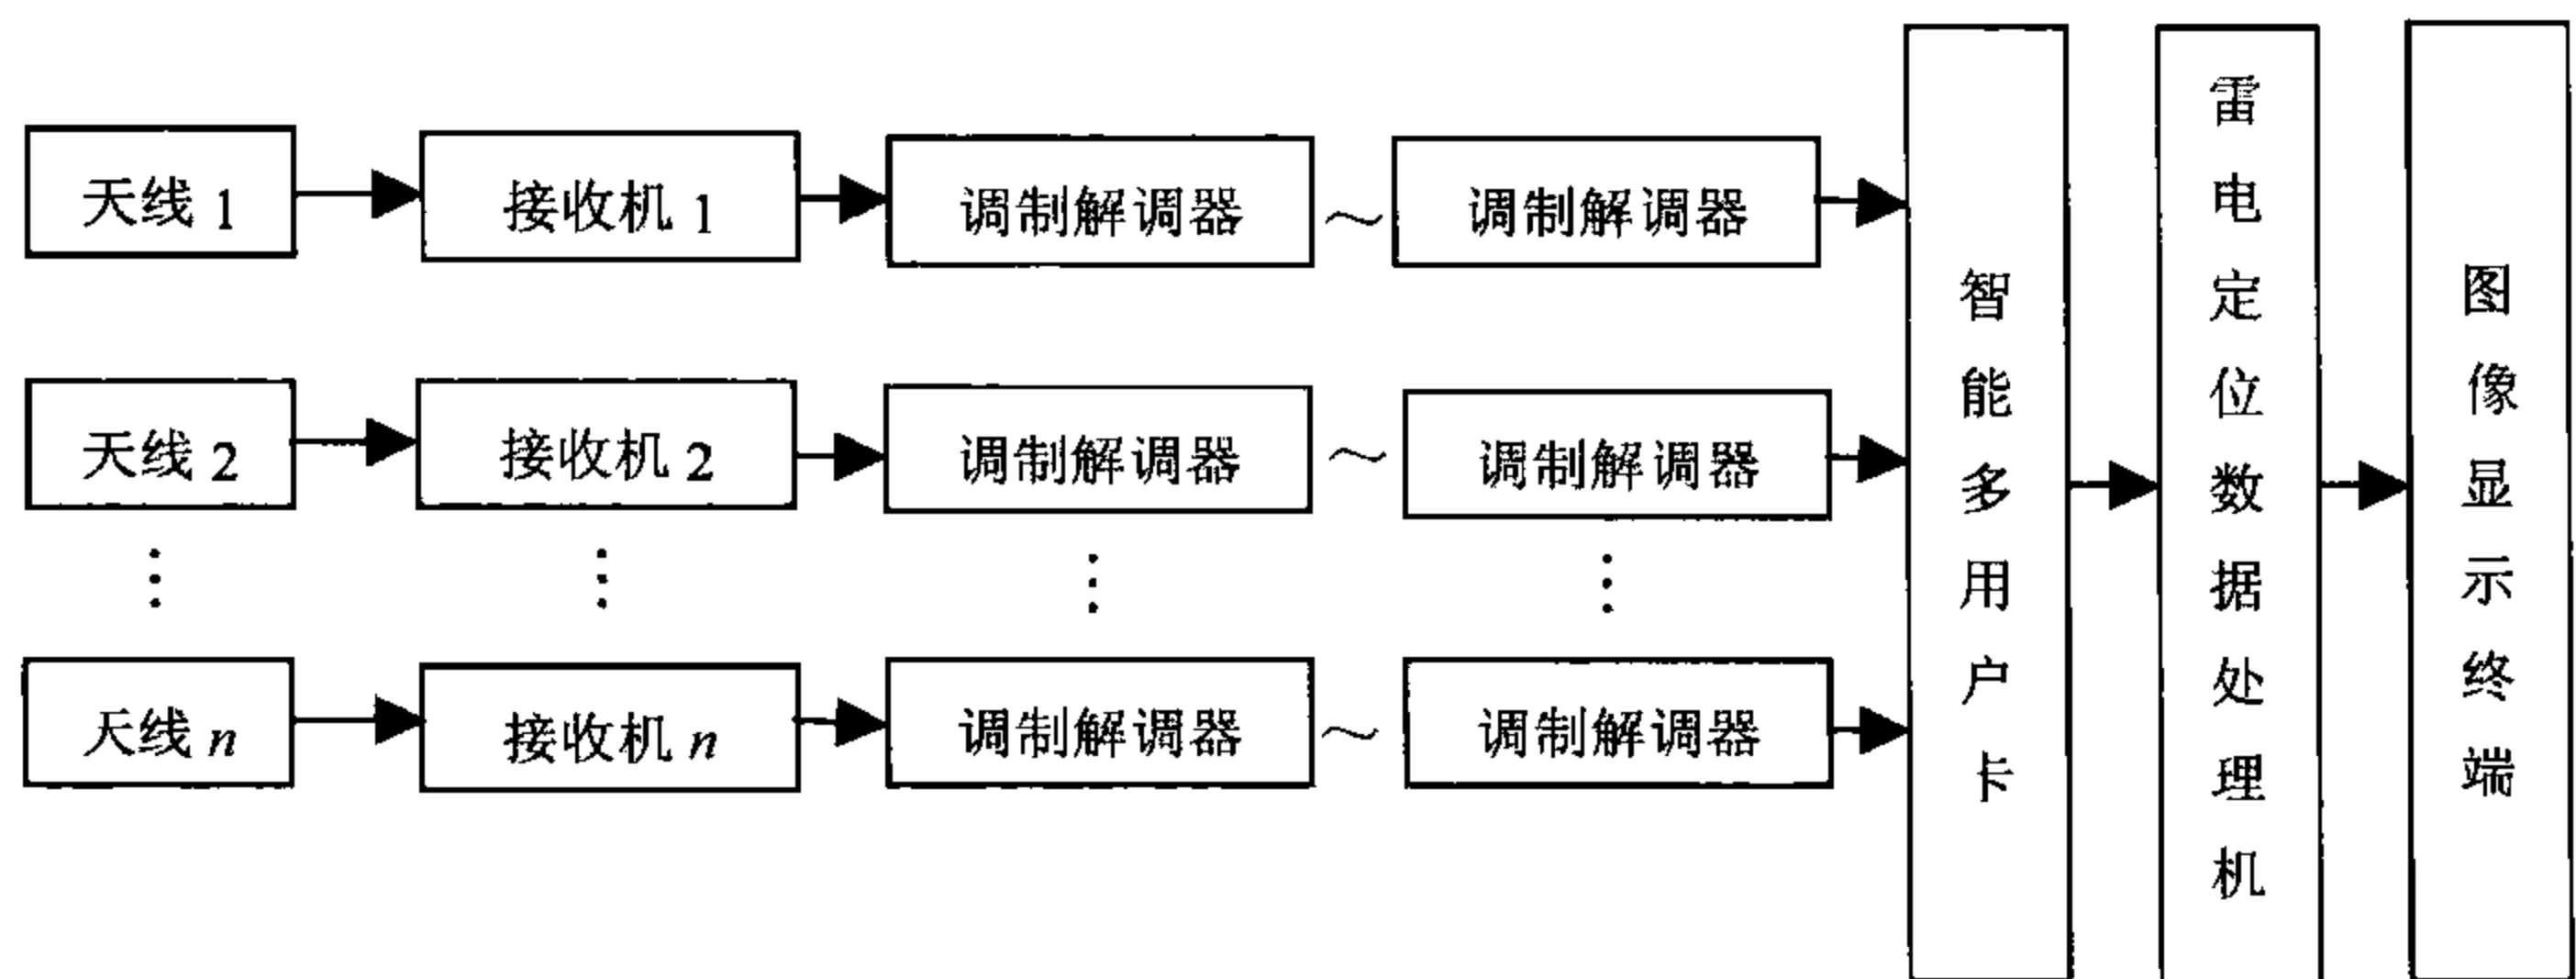 天线 1 接收机 1 调制解调器 ～ 调制解调器
天线 2 接收机 2 调制解调器 ～ 调制解调器
⋮ ⋮ ⋮ ⋮
天线 n 接收机 n 调制解调器 ～ 调制解调器
智能多用户卡
雷电定位数据处理机
图像显示终端